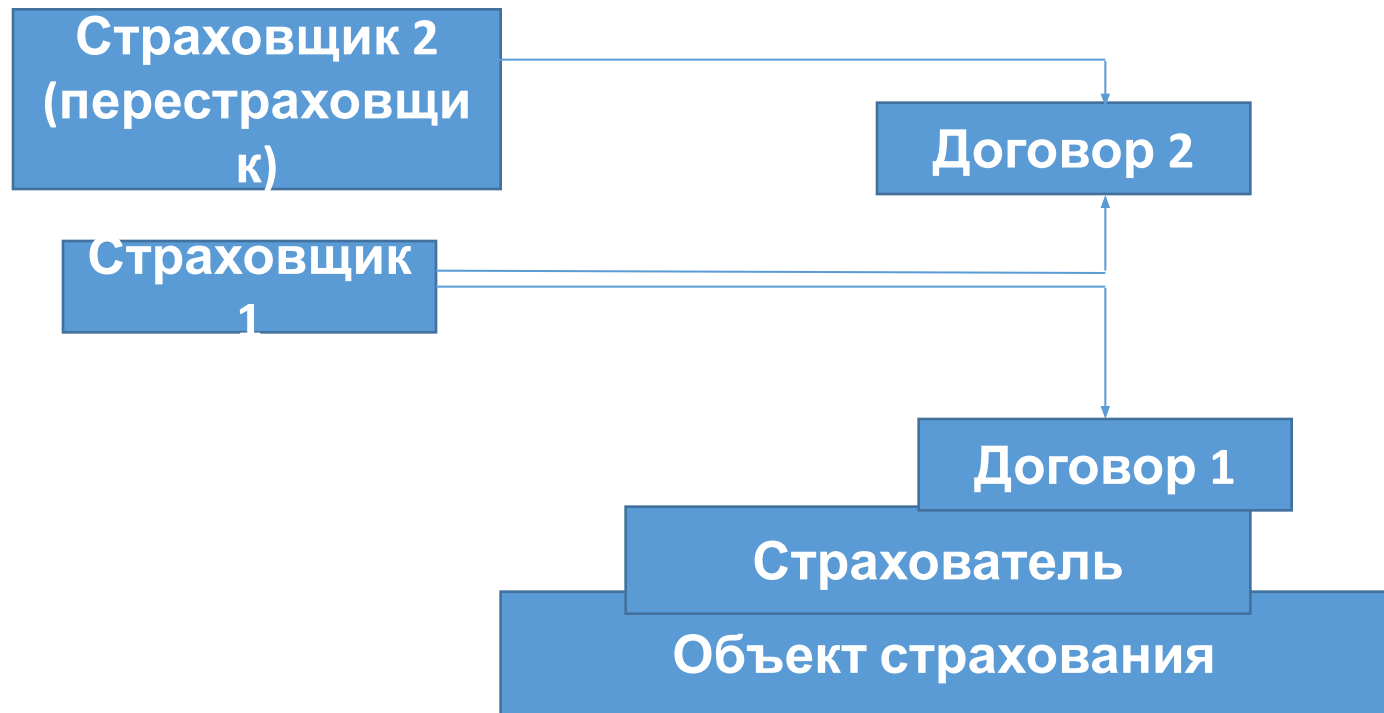 Страховщик 2
(перестраховщи
к)
Договор 2
Страховщик
1
Договор 1
Страхователь
Объект страхования